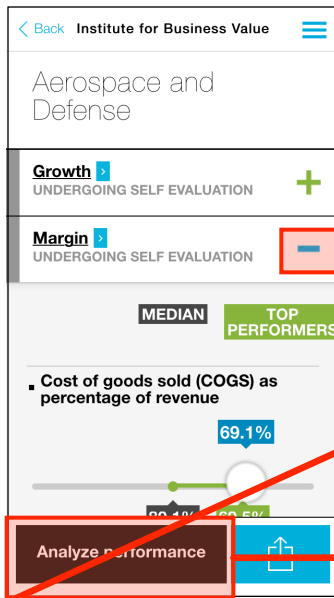 Back Institute for Business Value
Aerospace and
Defense
Growth
UNDERGOING SELF EVALUATION
Margin
UNDERGOING SELF EVALUATION
MEDIAN TOP
PERFORMERS
Cost of goods sold (COGS) as
percentage of revenue
69.1%
Analyze performance